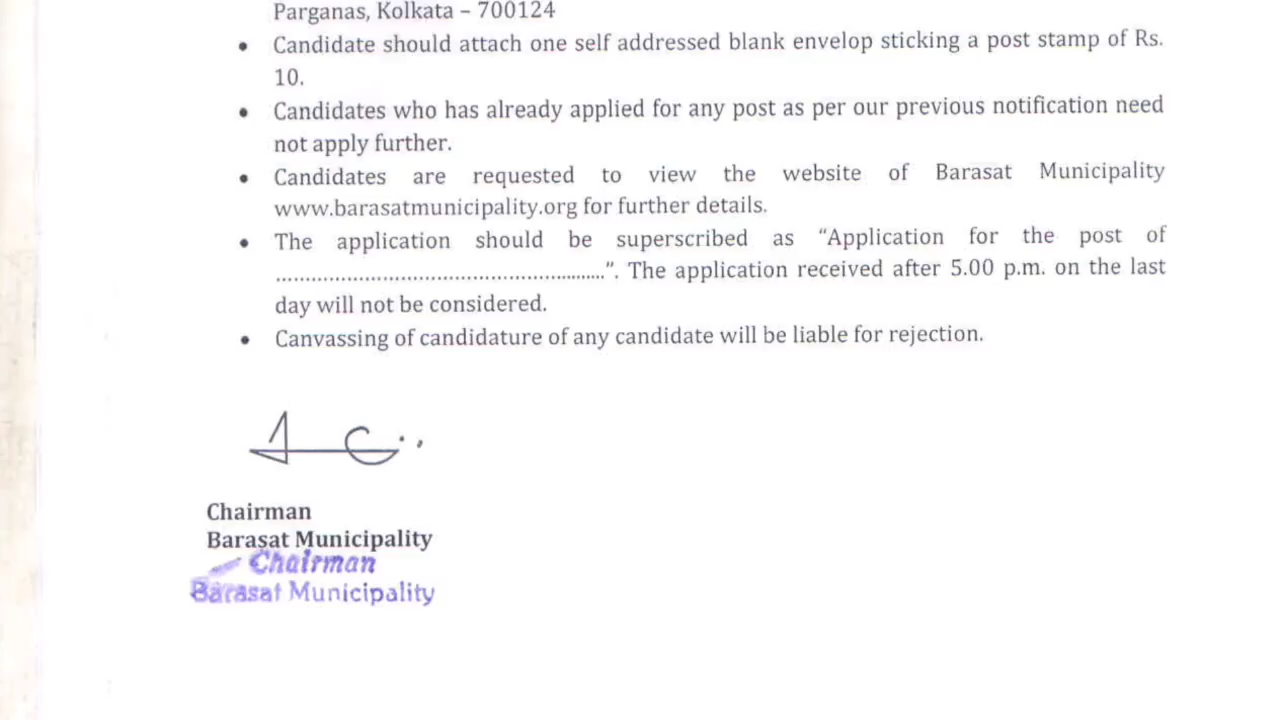 Parganas, Kolkata – 700124
• Candidate should attach one self addressed blank envelop sticking a post stamp of Rs.
10.
• Candidates who has already applied for any post as per our previous notification need
not apply further.
• Candidates are requested to view the website of Barasat Municipality
www.barasatmunicipality.org for further details.
• The application should be superscribed as “Application for the post of
............................................................”. The application received after 5.00 p.m. on the last
day will not be considered.
• Canvassing of candidature of any candidate will be liable for rejection.
Chairman
Barasat Municipality
Chairman
Barasat Municipality